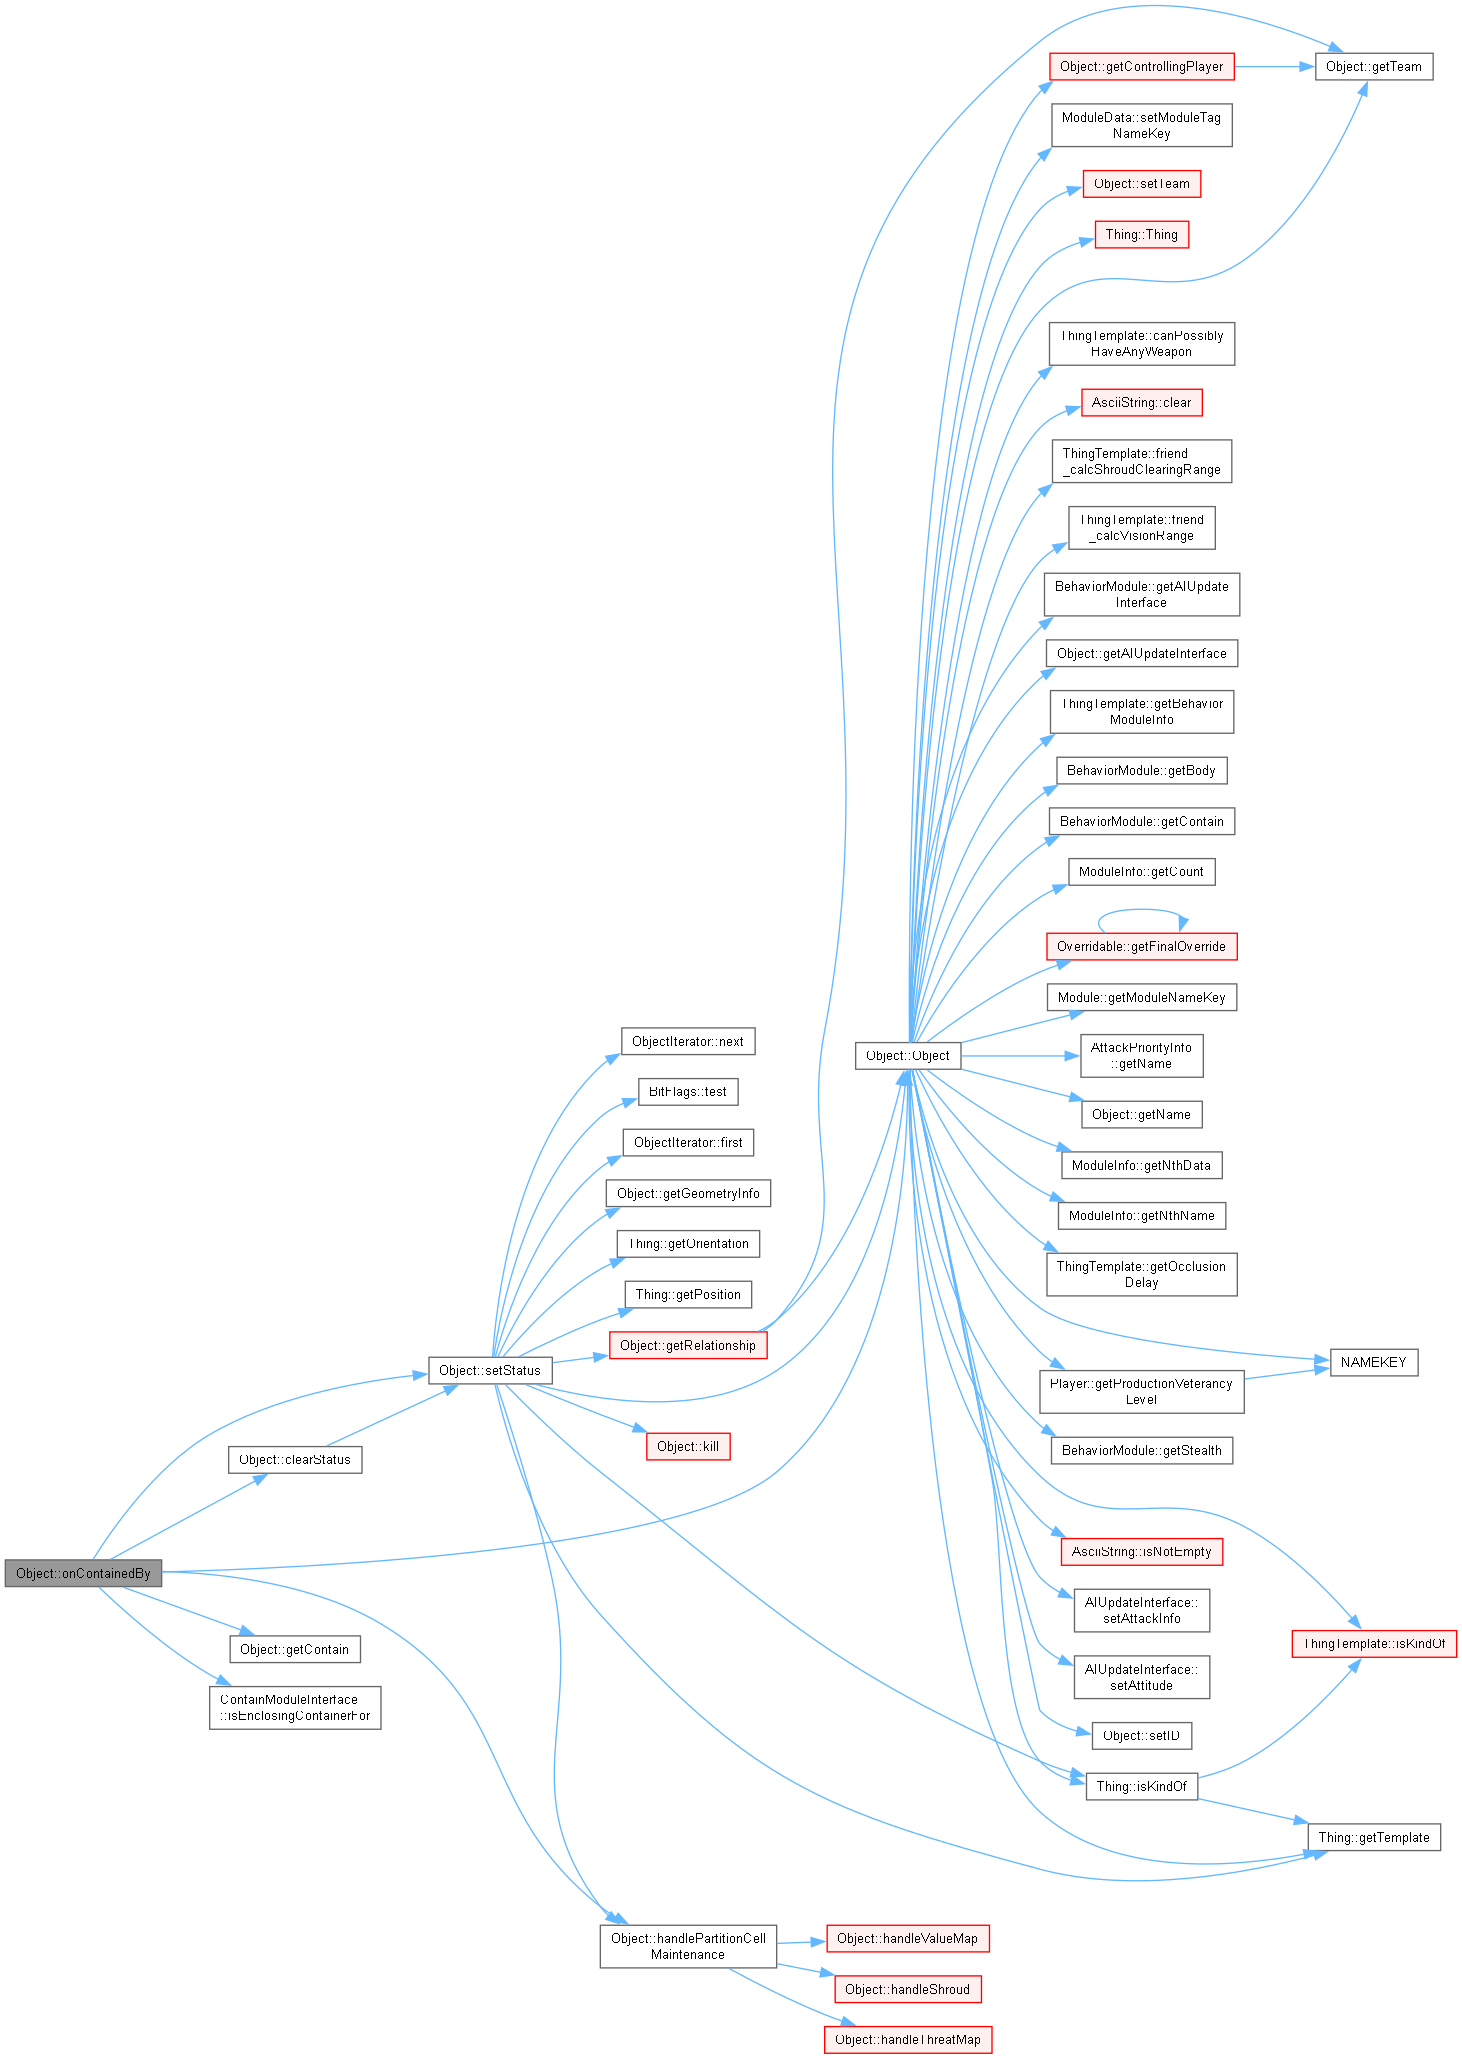 Object::getControllingPlayer
Object::getTeam
ModuleData::setModuleTag
NameKey
Object::setTeam
Thing::Thing
ThingTemplate::canPossibly
HaveAnyWeapon
AsciiString::clear
ThingTemplate::friend
_calcShroudClearingRange
ThingTemplate::friend
_calcVisionRange
BehaviorModule::getAIUpdate
Interface
Object::getAIUpdateInterface
ThingTemplate::getBehavior
ModuleInfo
BehaviorModule::getBody
BehaviorModule::getContain
ModuleInfo::getCount
Overridable::getFinalOverride
Module::getModuleNameKey
ObjectIterator::next
Object::Object
AttackPriorityInfo
::getName
BitFlags::test
Object::getName
ObjectIterator::first
ModuleInfo::getNthData
Object::getGeometryInfo
ModuleInfo::getNthName
Thing::getOrientation
ThingTemplate::getOcclusion
Delay
Thing::getPosition
Object::getRelationship
Object::setStatus
NAMEKEY
Player::getProductionVeterancy
Level
Object::kill
BehaviorModule::getStealth
Object::clearStatus
AsciiString::isNotEmpty
Object::onContainedBy
AIUpdateInterface::
setAttackInfo
Object::getContain
ThingTemplate::isKindOf
AIUpdateInterface::
setAttitude
ContainModuleInterface
::isEnclosingContainerFor
Object::setID
Thing::isKindOf
Thing::getTemplate
Object::handlePartitionCell
Maintenance
Object::handleValueMap
Object::handleShroud
Object::handleThreatMap